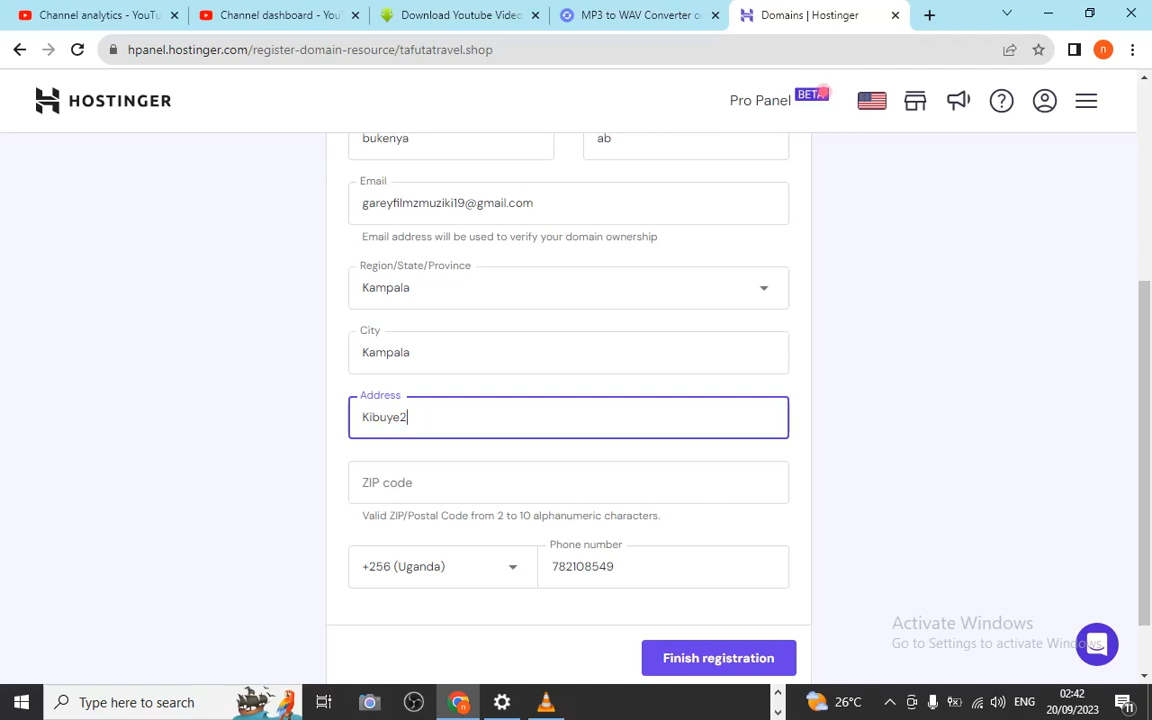 Channel analytics - YouTu
Channel dashboard - You
Download Youtube Video
MP3 to WAV Converter o
Domains | Hostinger
hpanel.hostinger.com/register-domain-resource/tafutatravel.shop
n
HOSTINGER
Pro Panel
BETA
bukenya
ab
Email
gareyfilmzmuziki19@gmail.com
Email address will be used to verify your domain ownership
Region/State/Province
Kampala
City
Kampala
Address
Kibuye2
ZIP code
Valid ZIP/Postal Code from 2 to 10 alphanumeric characters.
+256 (Uganda)
Phone number
782108549
Activate Windows
Go to Settings to activate Windows.
Finish registration
Type here to search
n
26°C
ENG
02:42
20/09/2023
11